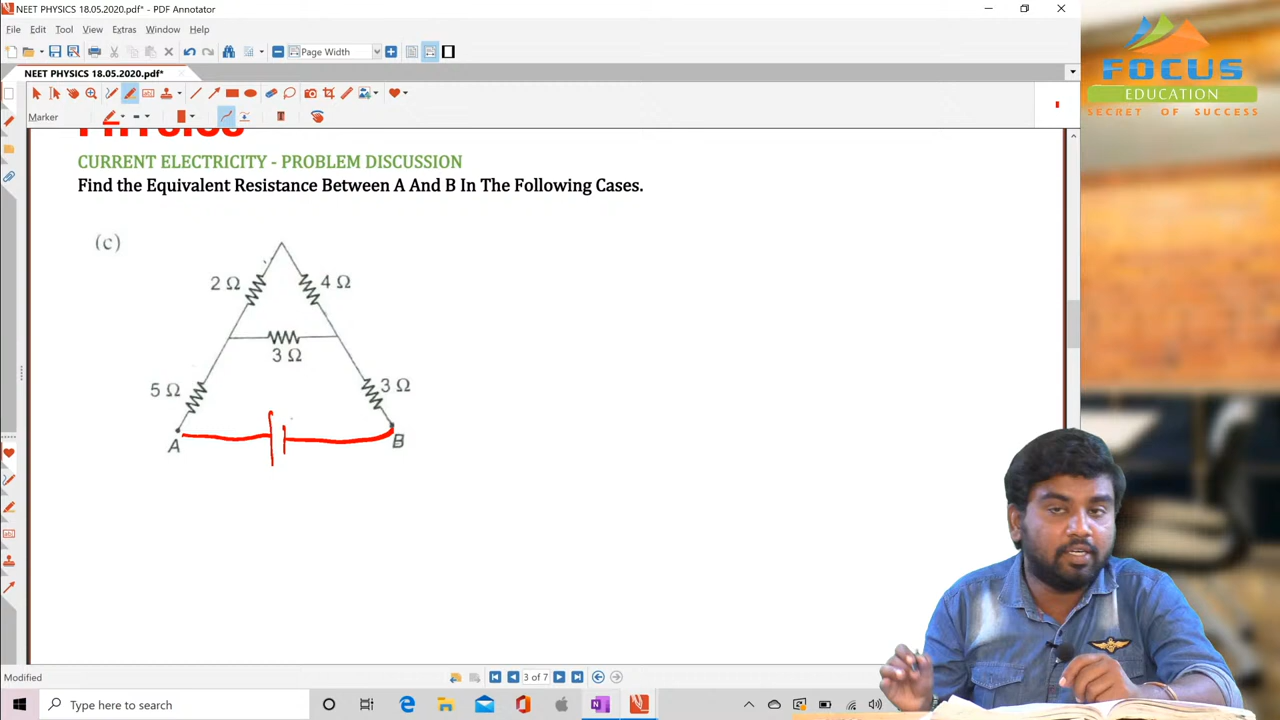 NEET PHYSICS 18.05.2020.pdf* - PDF Annotator
File Edit Tool View Extras Window Help
Page Width
NEET PHYSICS 18.05.2020.pdf*
Marker
PHYSICS
CURRENT ELECTRICITY - PROBLEM DISCUSSION
Find the Equivalent Resistance Between A And B In The Following Cases.
(c)
2 Ω
4 Ω
3 Ω
5 Ω
3 Ω
A
B
Modified
3 of 7
Type here to search
FOCUS
EDUCATION
SECRET OF SUCCESS